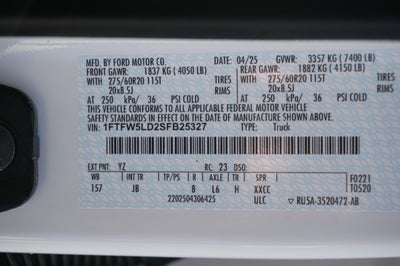 MFD. BY FORD MOTOR CO. DATE: 04/25 GVWR: 3357 KG ( 7400 LB)
FRONT GAWR: 1837 KG ( 4050 LB) REAR GAWR: 1882 KG ( 4150 LB)
WITH WITH
275/60R20 115T TIRES 275/60R20 115T TIRES
20x8.5J RIMS 20x8.5J RIMS
AT 250 kPa/ 36 PSI COLD AT 250 kPa/ 36 PSI COLD
THIS VEHICLE CONFORMS TO ALL APPLICABLE FEDERAL MOTOR VEHICLE
SAFETY STANDARDS IN EFFECT ON THE DATE OF MANUFACTURE SHOWN ABOVE.
VIN: 1FTFW5LD2SFB25327 TYPE: Truck
EXT PNT: YZ RC: 23 DSO:
WB INT TR TP/PS R AXLE TR SPR F0221
157 JB 8 L6 H XXCC T0520
2202504306425 ULC RU5A-3520472-AB